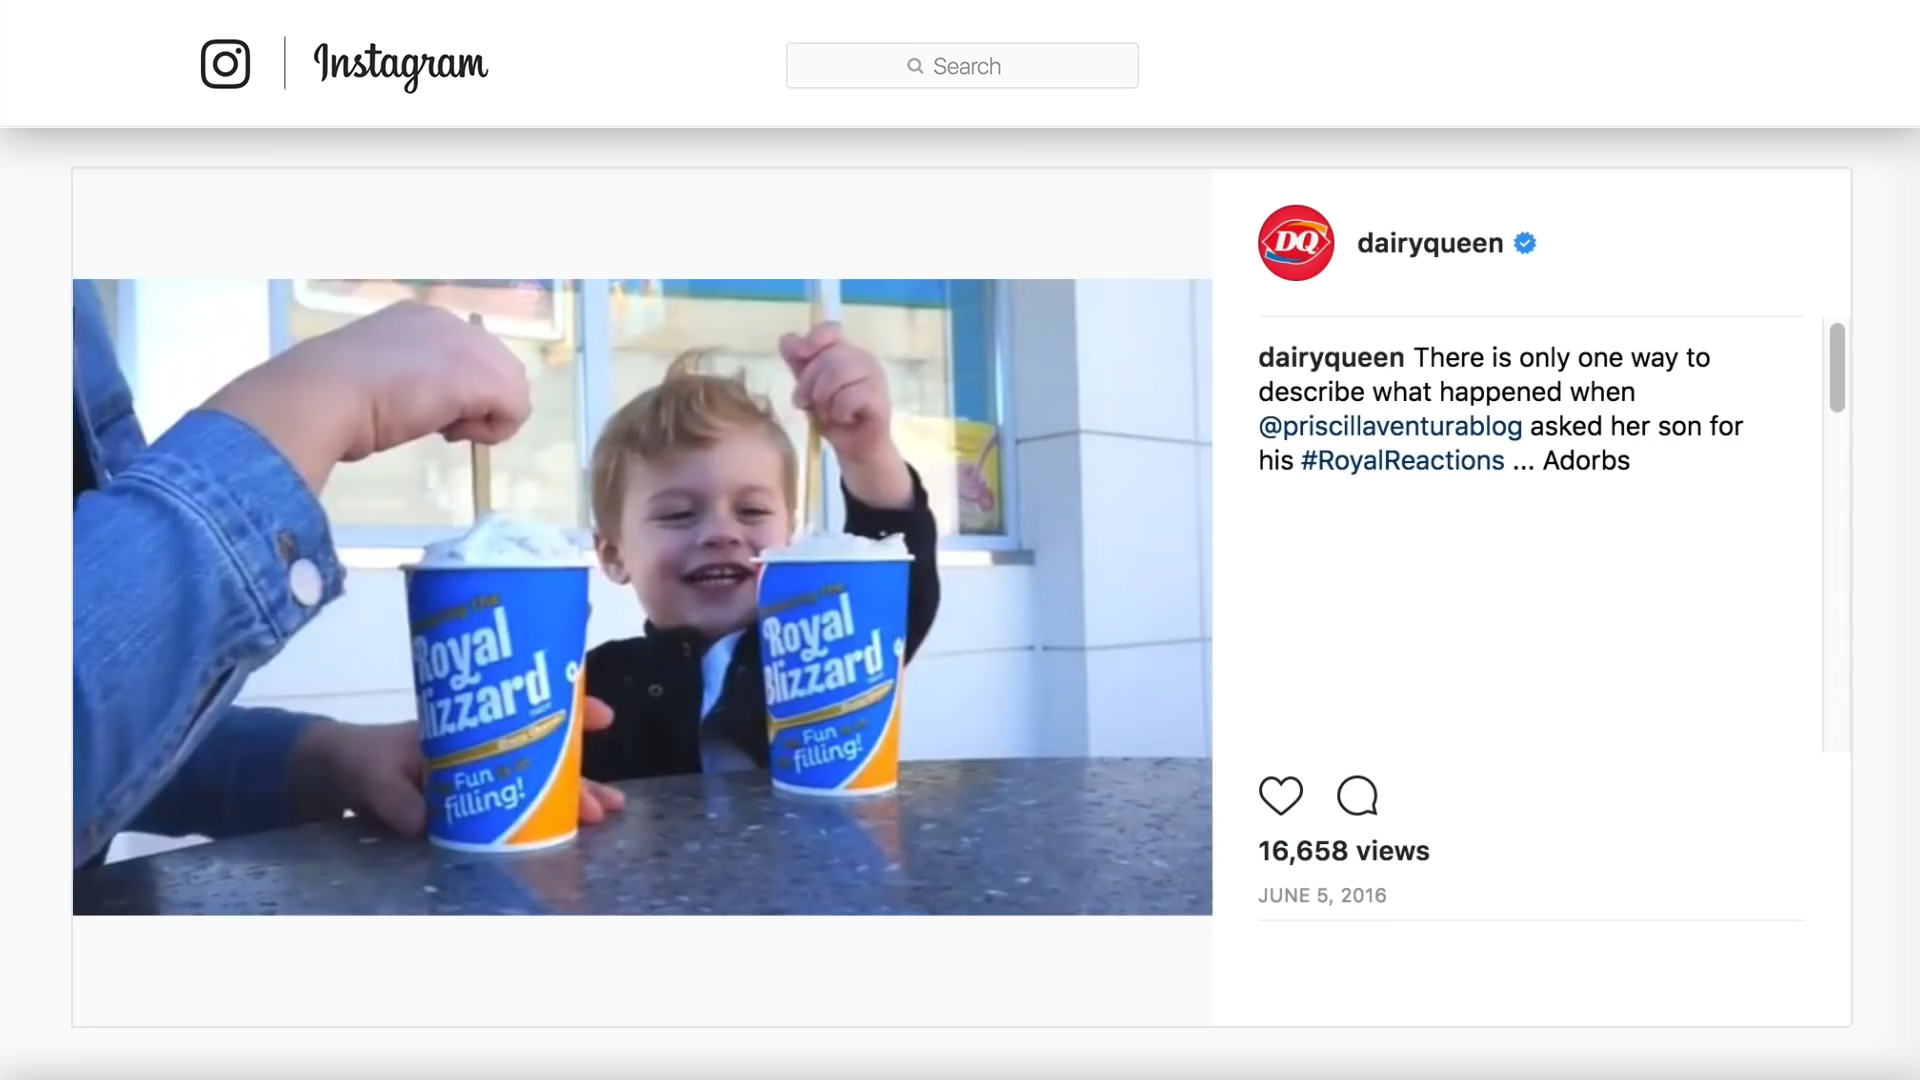 Instagram
Search
DQ
dairyqueen
dairyqueen There is only one way to
describe what happened when
@priscillaventurablog asked her son for
his #RoyalReactions ... Adorbs
Royal
Blizzard
Fun
filling!
Royal
Blizzard
Fun
filling!
16,658 views
JUNE 5, 2016